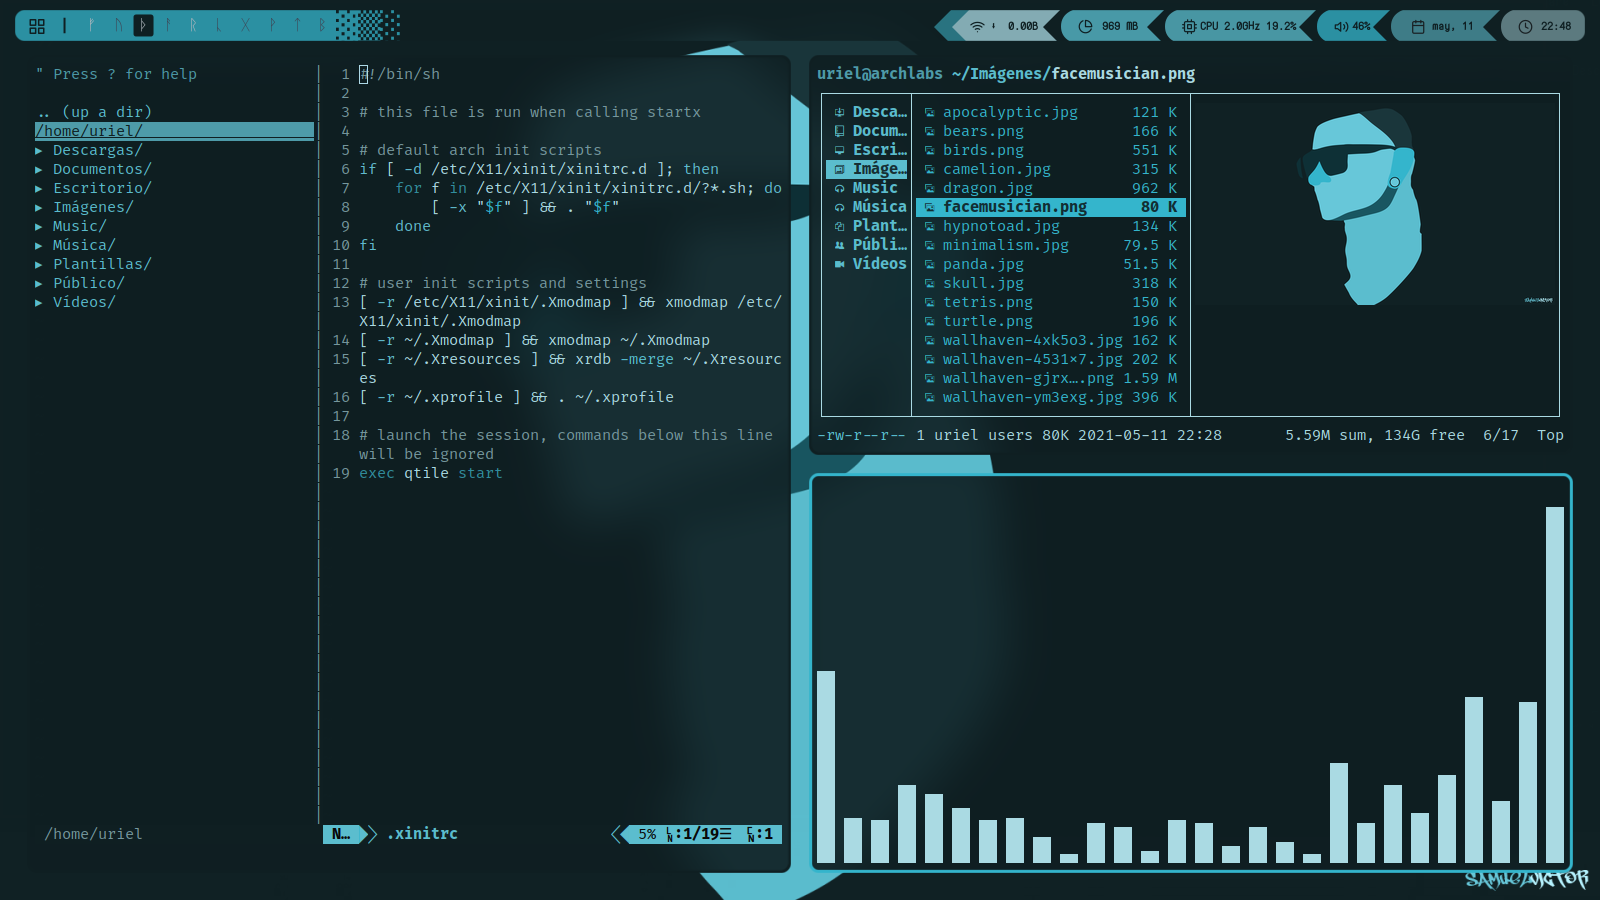 ᚠ ᚢ ᚦ ᚨ ᚱ ᚳ ᚷ ᚹ ᛏ ᛒ
0.00B
969 MB
CPU 2.0GHz 19.2%
46%
may, 11
22:48
" Press ? for help
.. (up a dir)
/home/uriel/
▸ Descargas/
▸ Documentos/
▸ Escritorio/
▸ Imágenes/
▸ Music/
▸ Música/
▸ Plantillas/
▸ Público/
▸ Vídeos/
/home/uriel
1 #!/bin/sh
2
3 # this file is run when calling startx
4
5 # default arch init scripts
6 if [ -d /etc/X11/xinit/xinitrc.d ]; then
7     for f in /etc/X11/xinit/xinitrc.d/?*.sh; do
8         [ -x "$f" ] && . "$f"
9     done
10 fi
11
12 # user init scripts and settings
13 [ -r /etc/X11/xinit/.Xmodmap ] && xmodmap /etc/
X11/xinit/.Xmodmap
14 [ -r ~/.Xmodmap ] && xmodmap ~/.Xmodmap
15 [ -r ~/.Xresources ] && xrdb -merge ~/.Xresourc
es
16 [ -r ~/.xprofile ] && . ~/.xprofile
17
18 # launch the session, commands below this line
will be ignored
19 exec qtile start
N… .xinitrc 5% LN:1/19☰ CN:1
uriel@archlabs ~/Imágenes/facemusician.png
Desca…
Docum…
Escri…
Imáge…
Music
Música
Plant…
Públi…
Vídeos
apocalyptic.jpg 121 K
bears.png 166 K
birds.png 551 K
camelion.jpg 315 K
dragon.jpg 962 K
facemusician.png 80 K
hypnotoad.jpg 134 K
minimalism.jpg 79.5 K
panda.jpg 51.5 K
skull.jpg 318 K
tetris.png 150 K
turtle.png 196 K
wallhaven-4xk5o3.jpg 162 K
wallhaven-4531×7.jpg 202 K
wallhaven-gjrx….png 1.59 M
wallhaven-ym3exg.jpg 396 K
-rw-r--r-- 1 uriel users 80K 2021-05-11 22:28 5.59M sum, 134G free 6/17 Top
SAMUELVICTOR